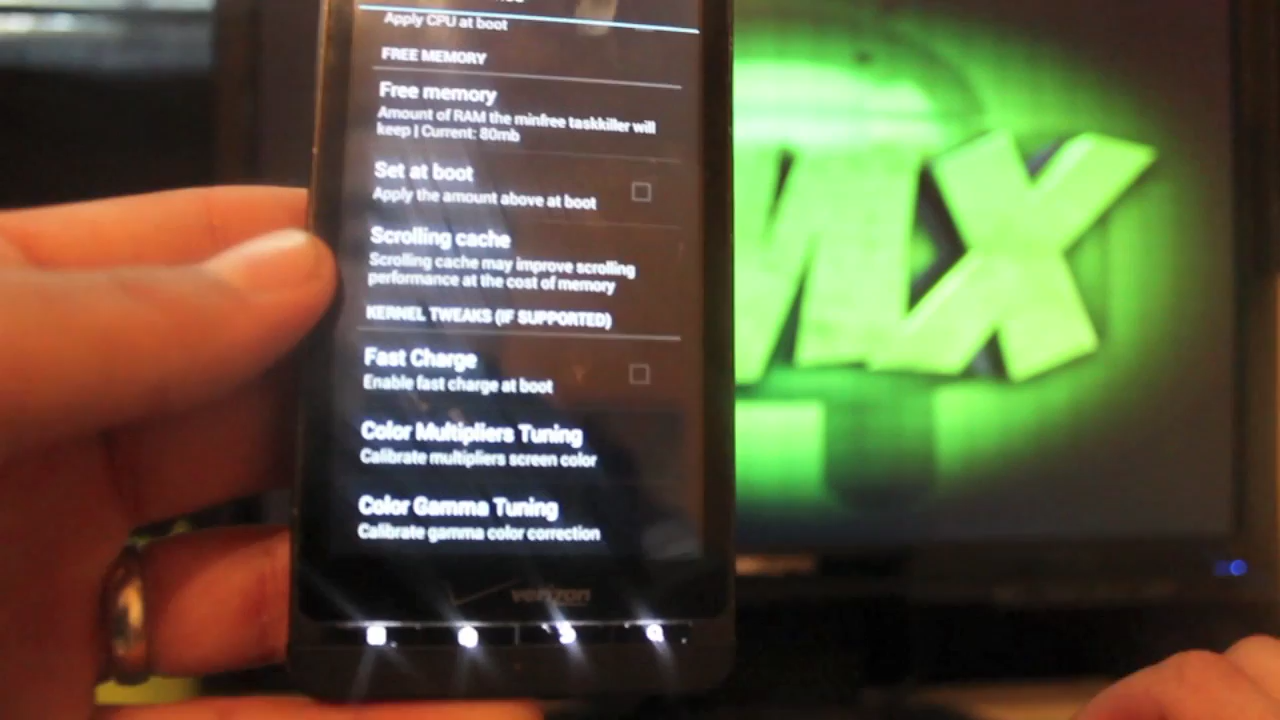 Apply CPU at boot
FREE MEMORY
Free memory
Amount of RAM the minfree taskkiller will
keep | Current: 80mb
Set at boot
Apply the amount above at boot
Scrolling cache
Scrolling cache may improve scrolling
performance at the cost of memory
KERNEL TWEAKS (IF SUPPORTED)
Fast Charge
Enable fast charge at boot
Color Multipliers Tuning
Calibrate multipliers screen color
Color Gamma Tuning
Calibrate gamma color correction
verizon